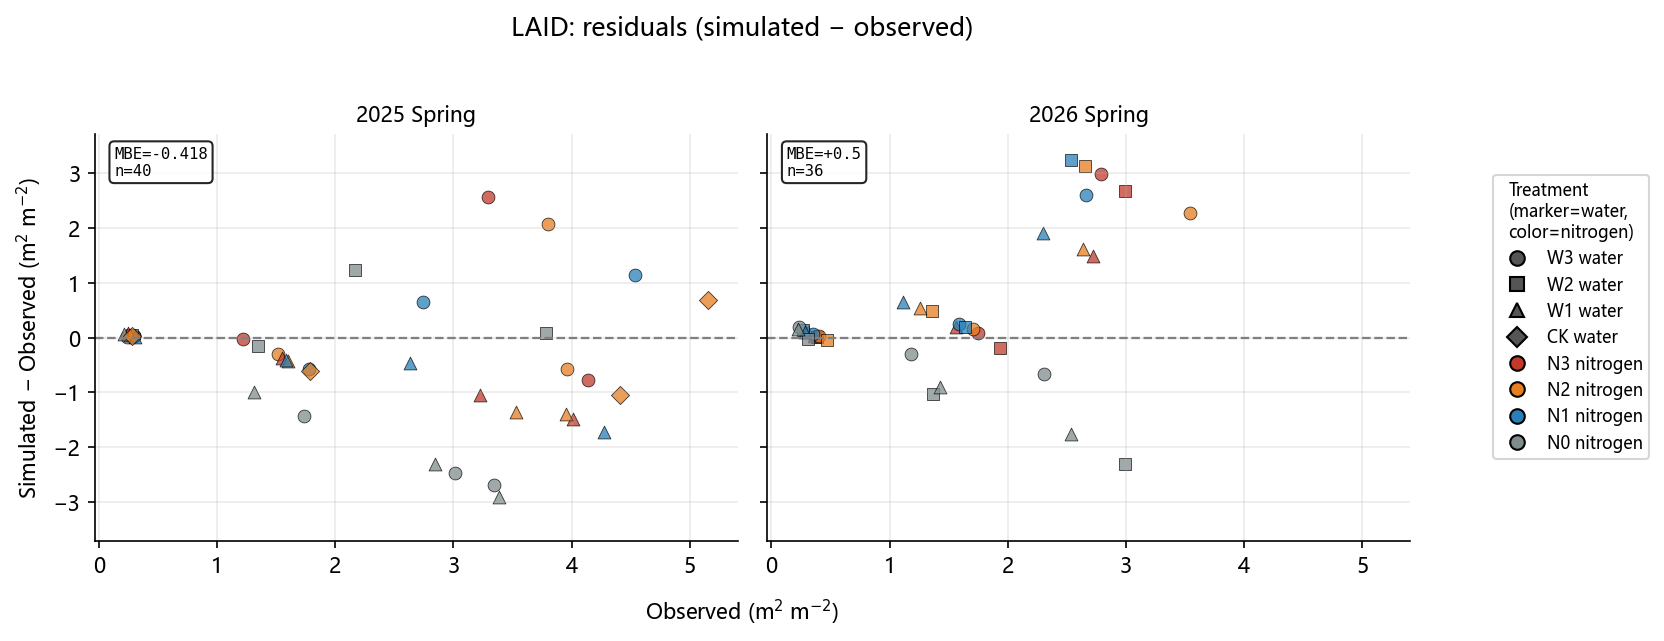 LAID: residuals (simulated − observed)
2025 Spring
2026 Spring
MBE=-0.418
n=40
MBE=+0.5
n=36
Simulated − Observed (m² m⁻²)
3
2
1
0
−1
−2
−3
0 1 2 3 4 5
0 1 2 3 4 5
Observed (m² m⁻²)
Treatment
(marker=water,
color=nitrogen)
W3 water
W2 water
W1 water
CK water
N3 nitrogen
N2 nitrogen
N1 nitrogen
N0 nitrogen